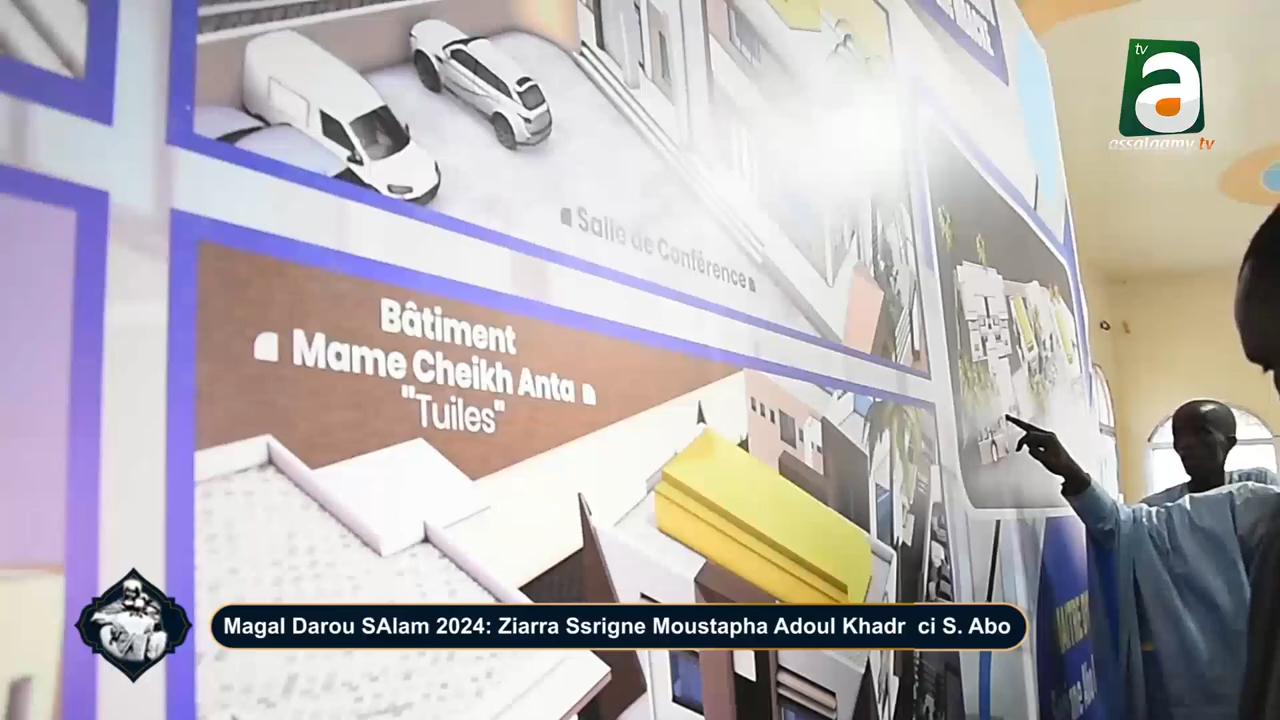 tv
a
assalaamy tv
Salle de Conférence
Bâtiment
Mame Cheikh Anta
"Tuiles"
Magal Darou SAlam 2024: Ziarra Ssrigne Moustapha Adoul Khadr ci S. Abo